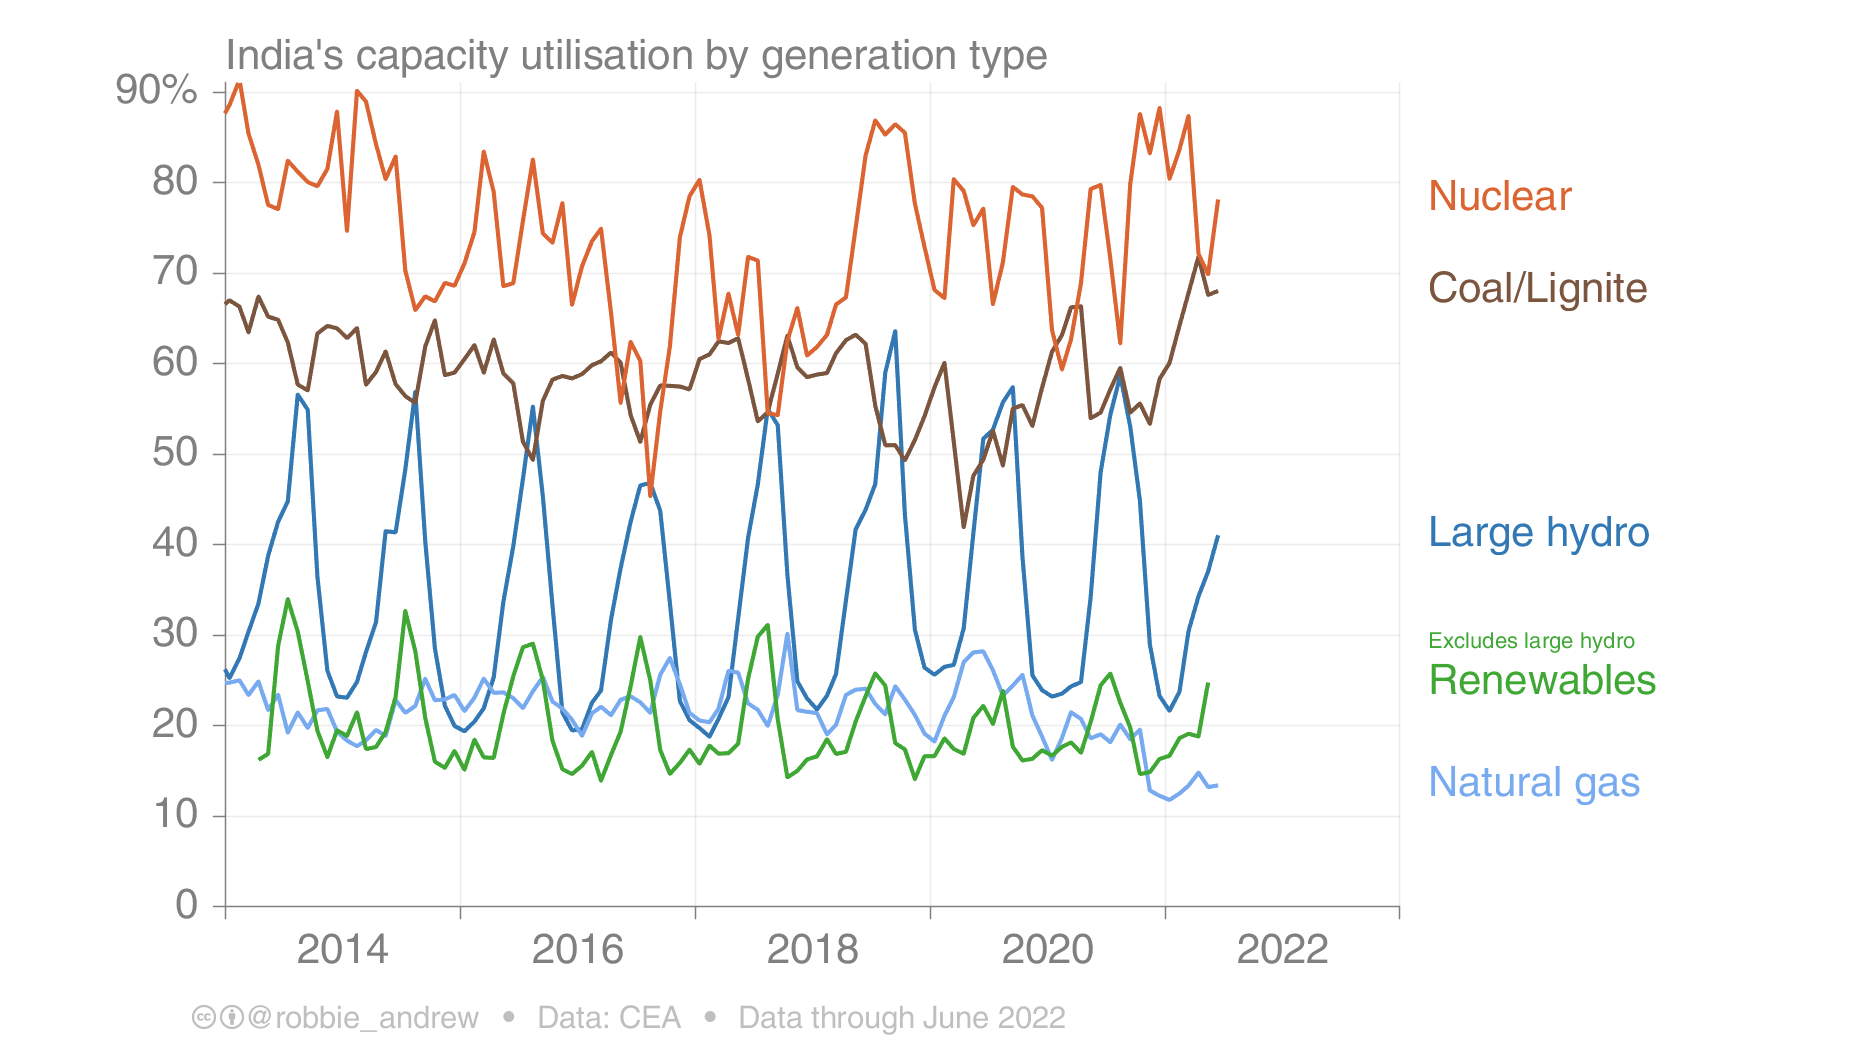 India's capacity utilisation by generation type
90%
80
70
60
50
40
30
20
10
0
Nuclear
Coal/Lignite
Large hydro
Excludes large hydro
Renewables
Natural gas
2014 2016 2018 2020 2022
cc @robbie_andrew • Data: CEA • Data through June 2022